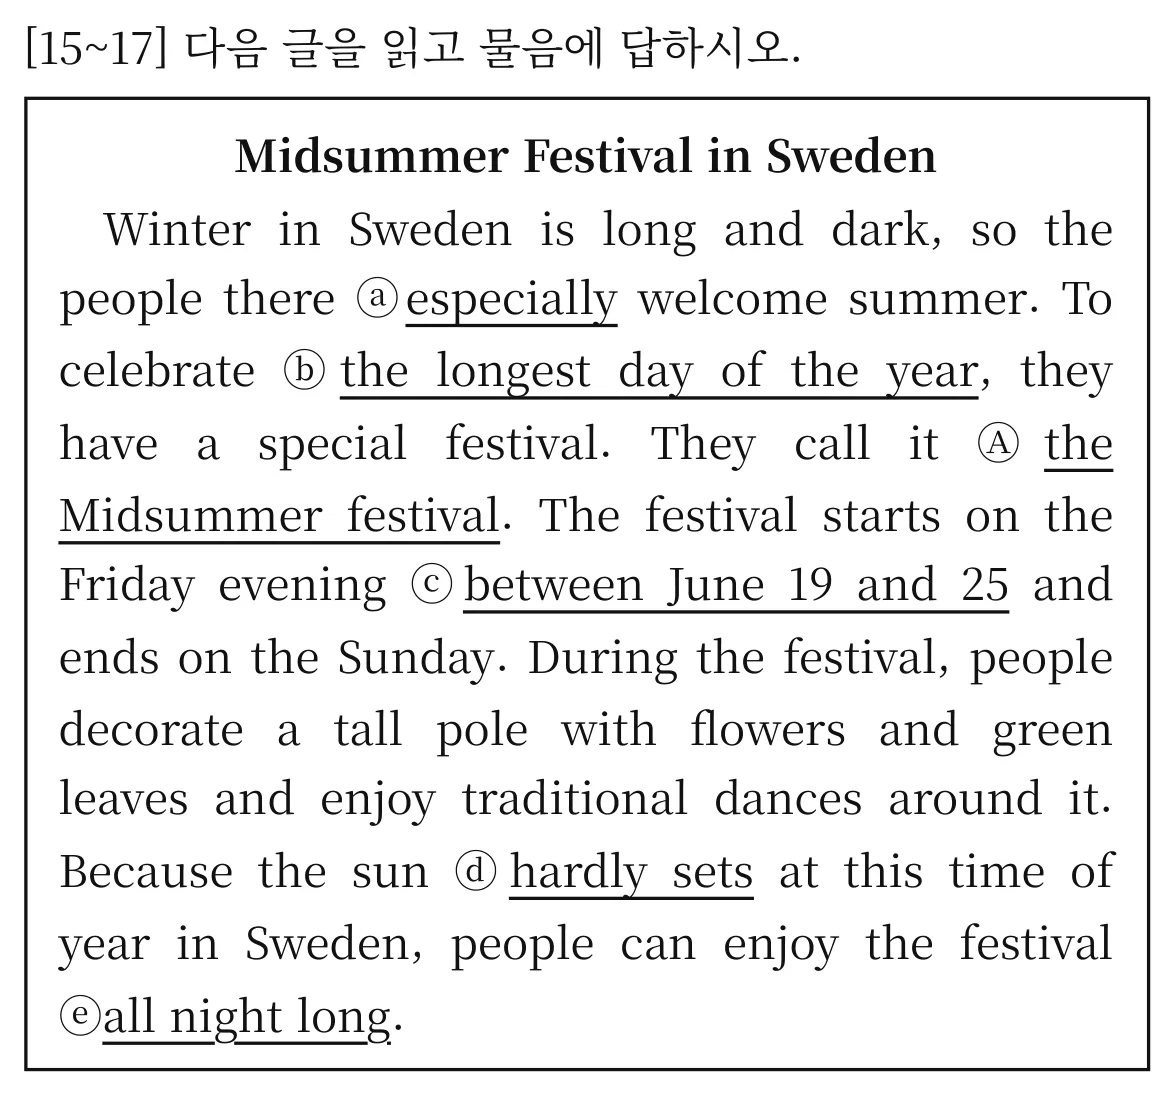 [15~17] 다음 글을 읽고 물음에 답하시오.
Midsummer Festival in Sweden
Winter in Sweden is long and dark, so the
people there ⓐespecially welcome summer. To
celebrate ⓑ the longest day of the year, they
have a special festival. They call it Ⓐ the
Midsummer festival. The festival starts on the
Friday evening ⓒbetween June 19 and 25 and
ends on the Sunday. During the festival, people
decorate a tall pole with flowers and green
leaves and enjoy traditional dances around it.
Because the sun ⓓhardly sets at this time of
year in Sweden, people can enjoy the festival
ⓔall night long.